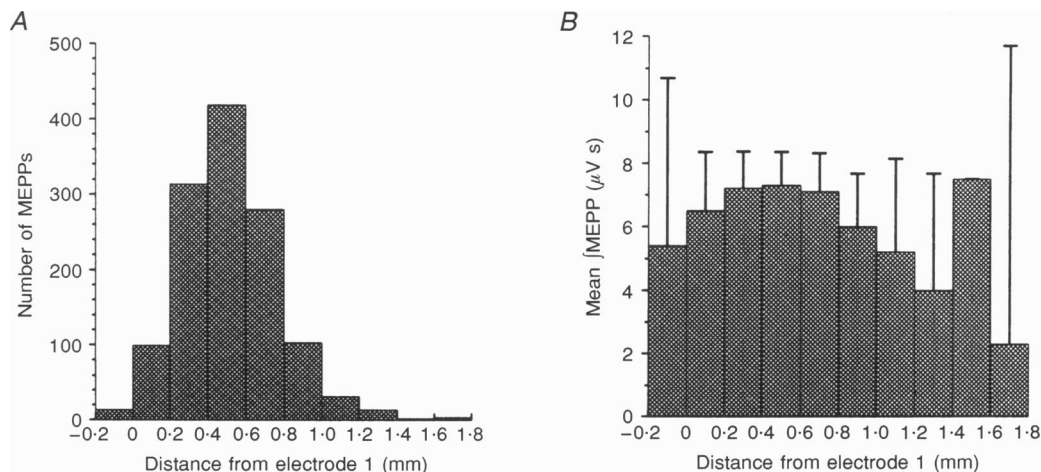 A
500
400
300
200
100
0
Number of MEPPs
−0·2 0 0·2 0·4 0·6 0·8 1·0 1·2 1·4 1·6 1·8
Distance from electrode 1 (mm)
B
12
10
8
6
4
2
0
Mean ∫MEPP (μV s)
−0·2 0 0·2 0·4 0·6 0·8 1·0 1·2 1·4 1·6 1·8
Distance from electrode 1 (mm)